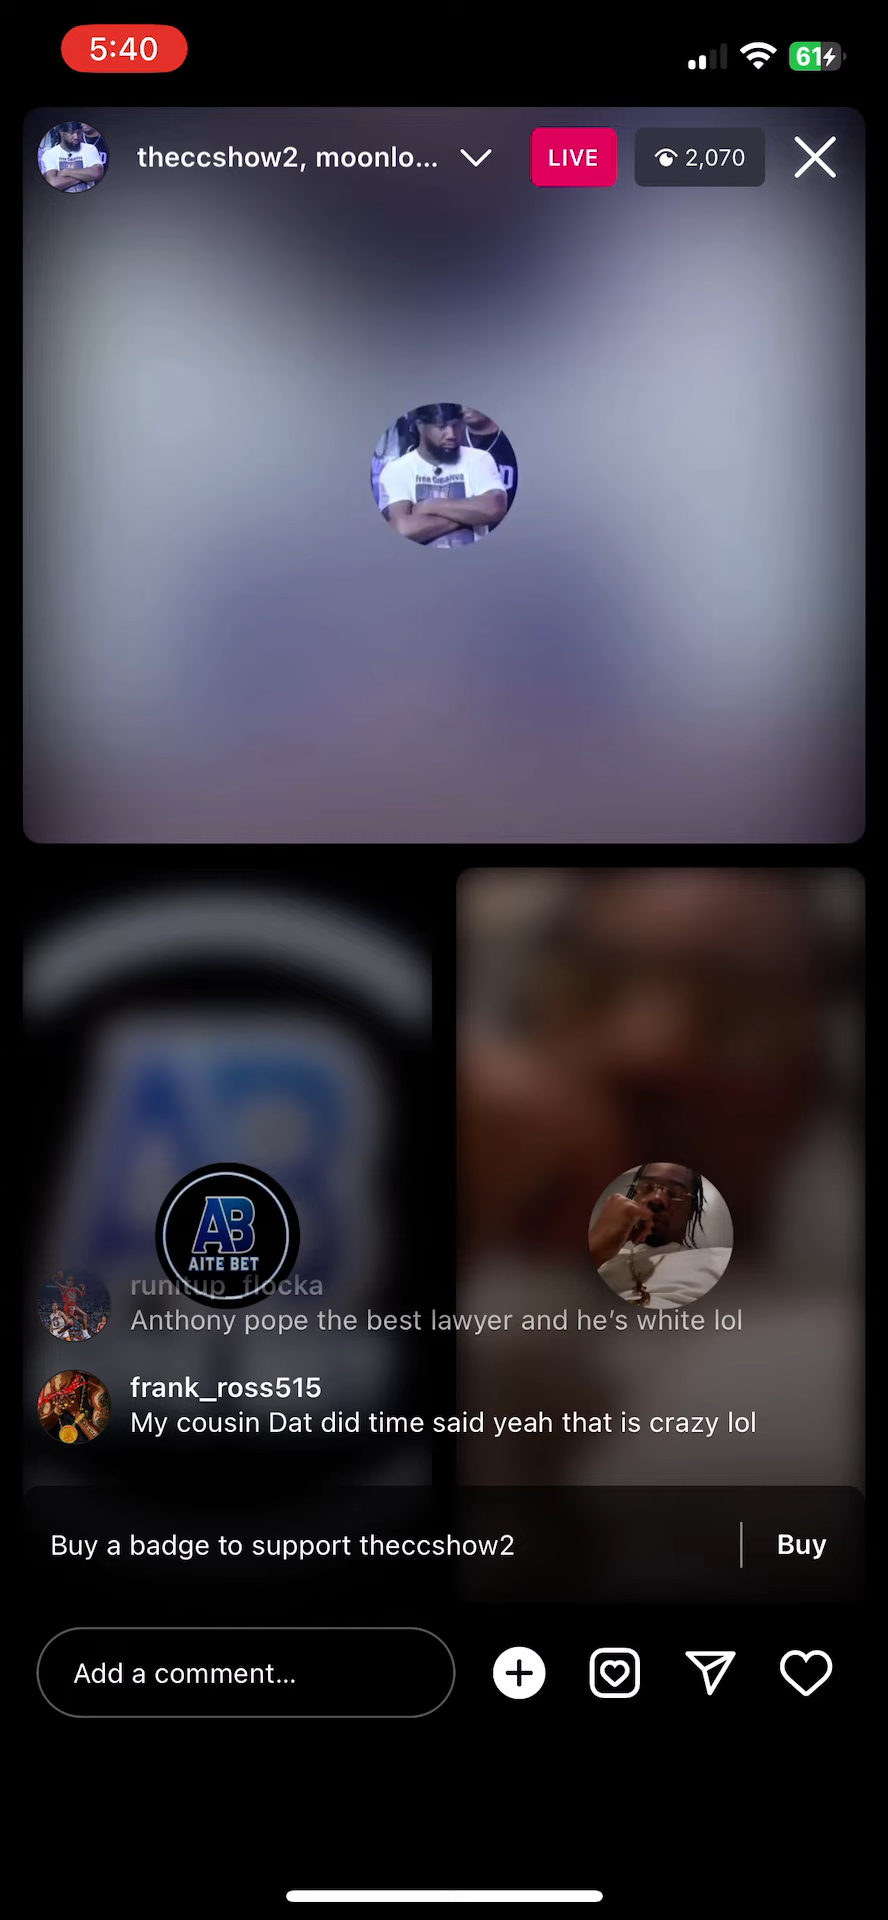 5:40
61
theccshow2, moonlo...
LIVE
2,070
AB
AITE BET
runitup_flocka
Anthony pope the best lawyer and he's white lol
frank_ross515
My cousin Dat did time said yeah that is crazy lol
Buy a badge to support theccshow2
Buy
Add a comment...